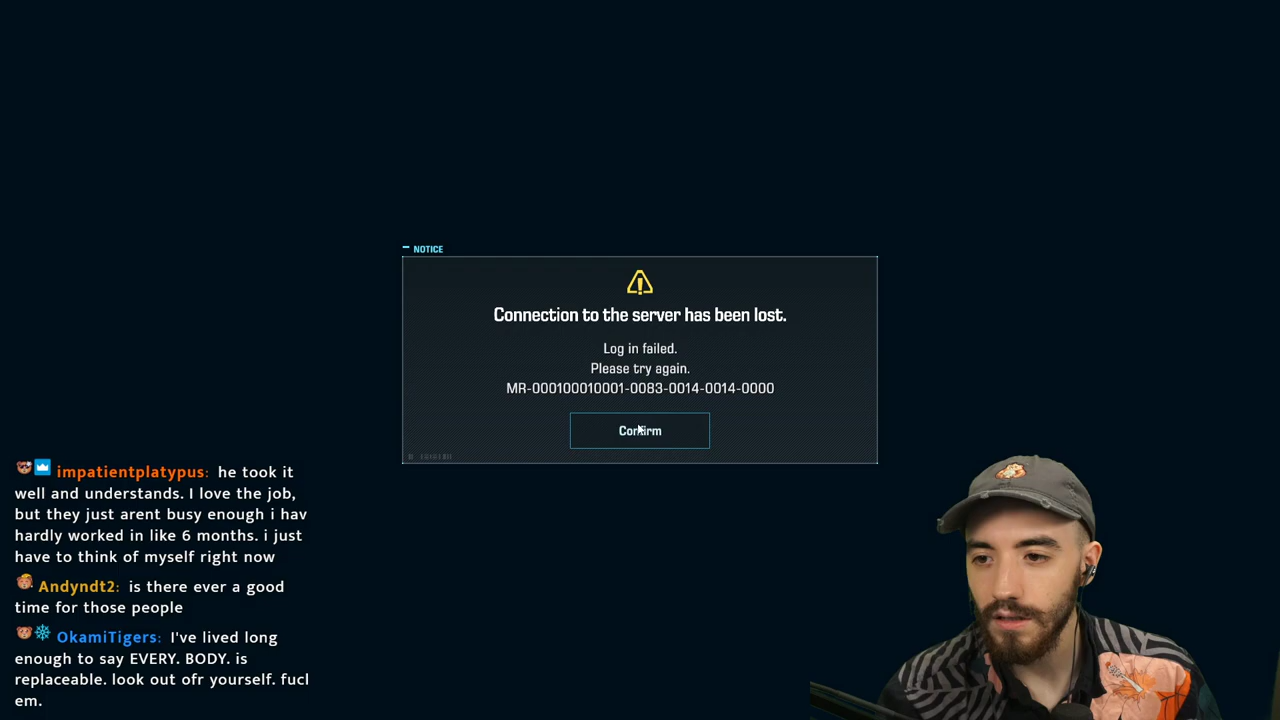 NOTICE
Connection to the server has been lost.
Log in failed.
Please try again.
MR-000100010001-0083-0014-0014-0000
Confirm
impatientplatypus: he took it
well and understands. I love the job,
but they just arent busy enough i hav
hardly worked in like 6 months. i just
have to think of myself right now
Andyndt2: is there ever a good
time for those people
OkamiTigers: I've lived long
enough to say EVERY. BODY. is
replaceable. look out ofr yourself. fucl
em.